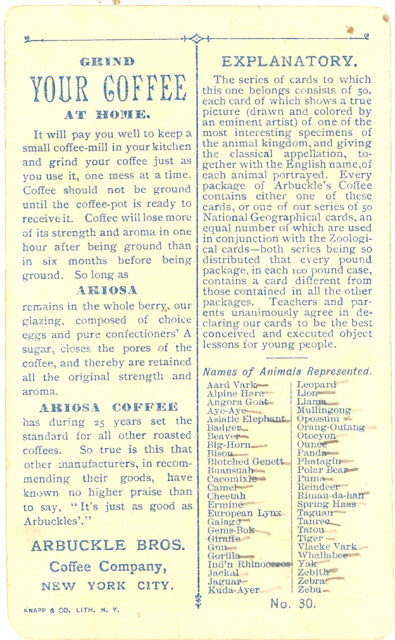 GRIND
YOUR COFFEE
AT HOME.
It will pay you well to keep a
small coffee-mill in your kitchen
and grind your coffee just as
you use it, one mess at a time.
Coffee should not be ground
until the coffee-pot is ready to
receive it. Coffee will lose more
of its strength and aroma in one
hour after being ground than
in six months before being
ground. So long as
ARIOSA
remains in the whole berry, our
glazing, composed of choice
eggs and pure confectioners' A
sugar, closes the pores of the
coffee, and thereby are retained
all the original strength and
aroma.
ARIOSA COFFEE
has during 25 years set the
standard for all other roasted
coffees. So true is this that
other manufacturers, in recom-
mending their goods, have
known no higher praise than
to say, "It's just as good as
Arbuckles'."
ARBUCKLE BROS.
Coffee Company,
NEW YORK CITY.
KNAPP & CO. LITH. N. Y.
EXPLANATORY.
The series of cards to which
this one belongs consists of 50,
each card of which shows a true
picture (drawn and colored by
an eminent artist) of one of the
most interesting specimens of
the animal kingdom, and giving
the classical appellation, to-
gether with the English name, of
each animal portrayed. Every
package of Arbuckle's Coffee
contains either one of these
cards, or one of our series of 50
National Geographical cards, an
equal number of which are used
in conjunction with the Zoologi-
cal cards—both series being so
distributed that every pound
package, in each 100 pound case,
contains a card different from
those contained in all the other
packages. Teachers and par-
ents unanimously agree in de-
claring our cards to be the best
conceived and executed object
lessons for young people.
Names of Animals Represented.
Aard Vark
Alpine Hare
Angora Goat
Aye-Aye
Asiatic Elephant
Badger
Beaver
Big-Horn
Bison
Blotched Genett
Buansuah
Cacomixle
Camel
Cheetah
Ermine
European Lynx
Galago
Gems-Bok
Giraffe
Gnu
Gorilla
Ind'n Rhinoceros
Jackal
Jaguar
Kuda-Ayer
Leopard
Lion
Llama
Mullingong
Opossum
Orang-Outang
Otocyon
Ounce
Panda
Phatagin
Polar Bear
Puma
Reindeer
Rimau-da-han
Spring Haas
Taguan
Tanrec
Tatou
Tiger
Vlacke Vark
Whallabee
Yak
Zebith
Zebra
Zebu
No. 30.